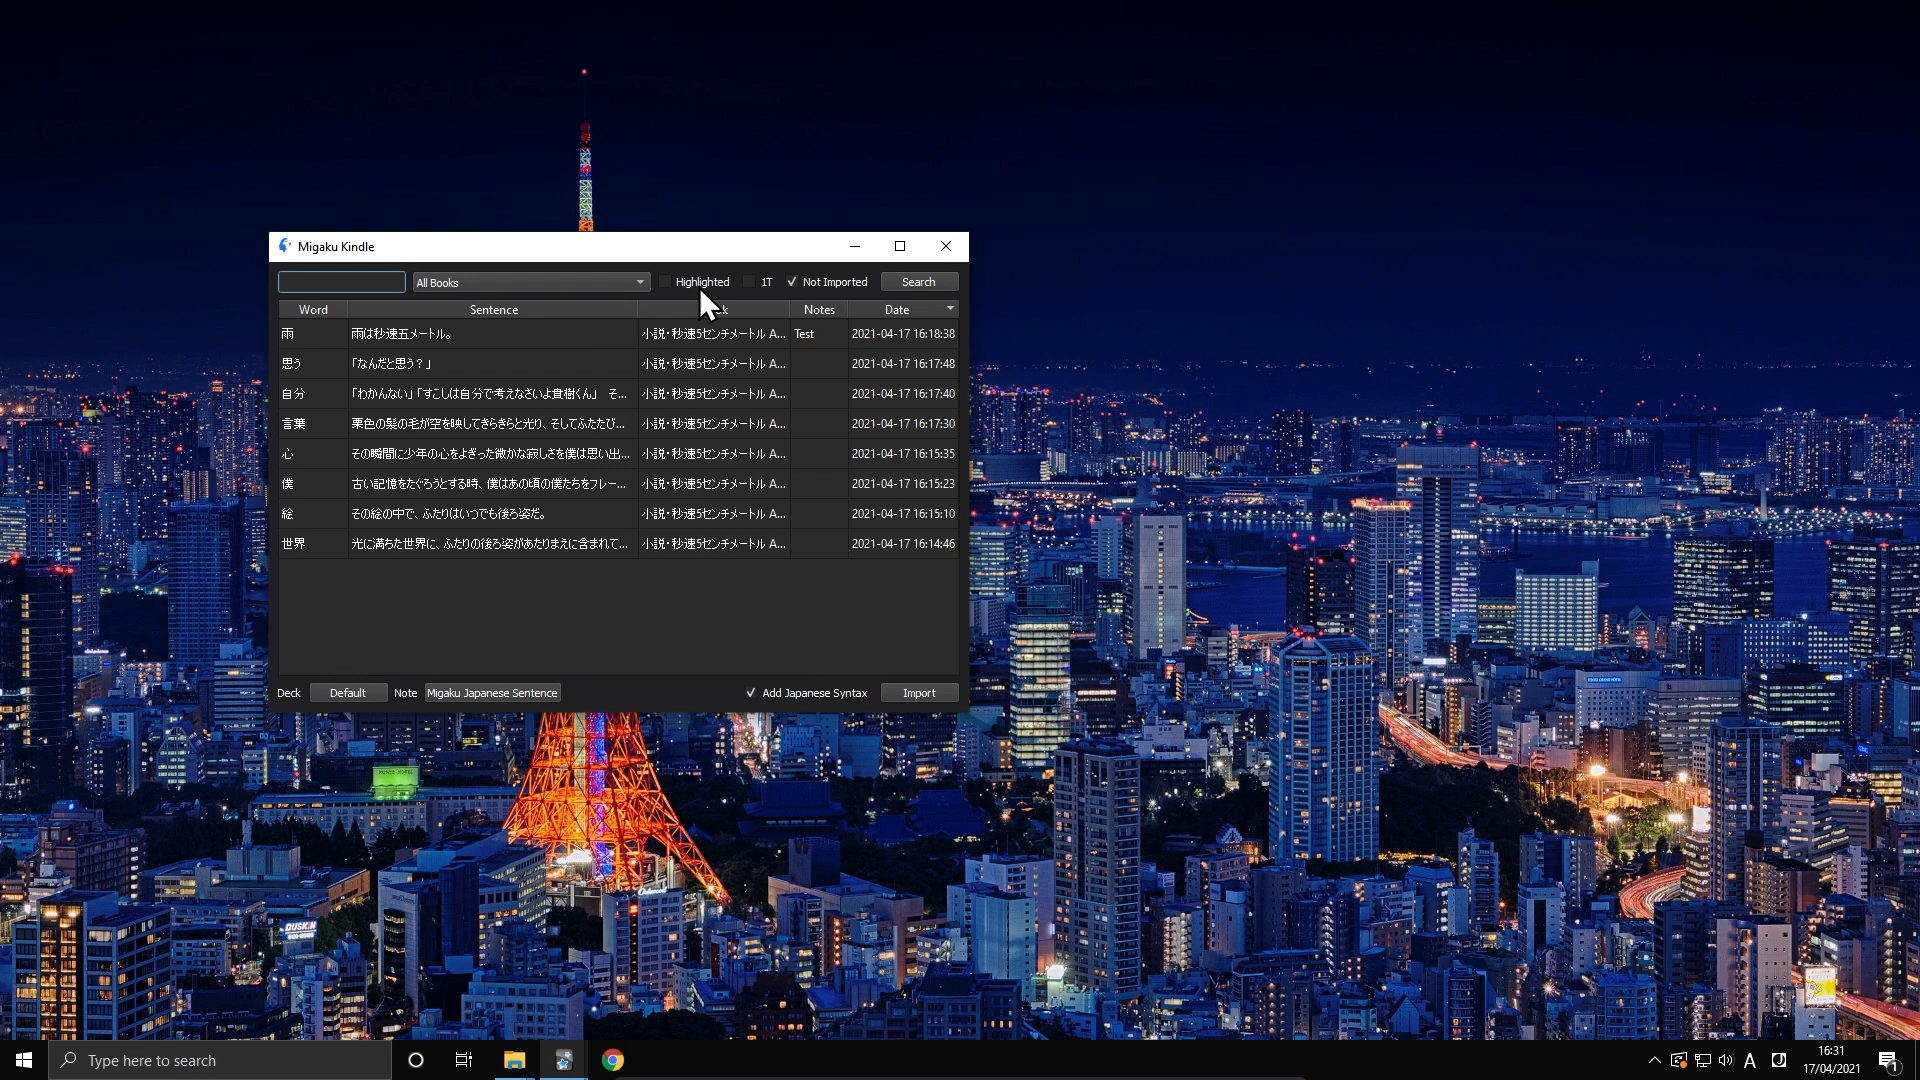 Migaku Kindle
All Books Highlighted 1T Not Imported Search
Word Sentence Notes Date
雨 雨は秒速五メートル。 小説・秒速5センチメートル A... Test 2021-04-17 16:18:38
思う 「なんだと思う？」 小説・秒速5センチメートル A... 2021-04-17 16:17:48
自分 「わかんない」「すこしは自分で考えなさいよ貴樹くん」 そ... 小説・秒速5センチメートル A... 2021-04-17 16:17:40
言葉 栗色の髪の毛が空を映してきらきらと光り、そしてふたたび... 小説・秒速5センチメートル A... 2021-04-17 16:17:30
心 その瞬間に少年の心をよぎった微かな寂しさを僕は思い出... 小説・秒速5センチメートル A... 2021-04-17 16:15:35
僕 古い記憶をたぐろうとする時、僕はあの頃の僕たちをフレー... 小説・秒速5センチメートル A... 2021-04-17 16:15:23
絵 その絵の中で、ふたりはいつでも後ろ姿だ。 小説・秒速5センチメートル A... 2021-04-17 16:15:10
世界 光に満ちた世界に、ふたりの後ろ姿があたりまえに含まれて... 小説・秒速5センチメートル A... 2021-04-17 16:14:46
Deck Default Note Migaku Japanese Sentence Add Japanese Syntax Import
DUSKIN
Type here to search
A
16:31
17/04/2021
1